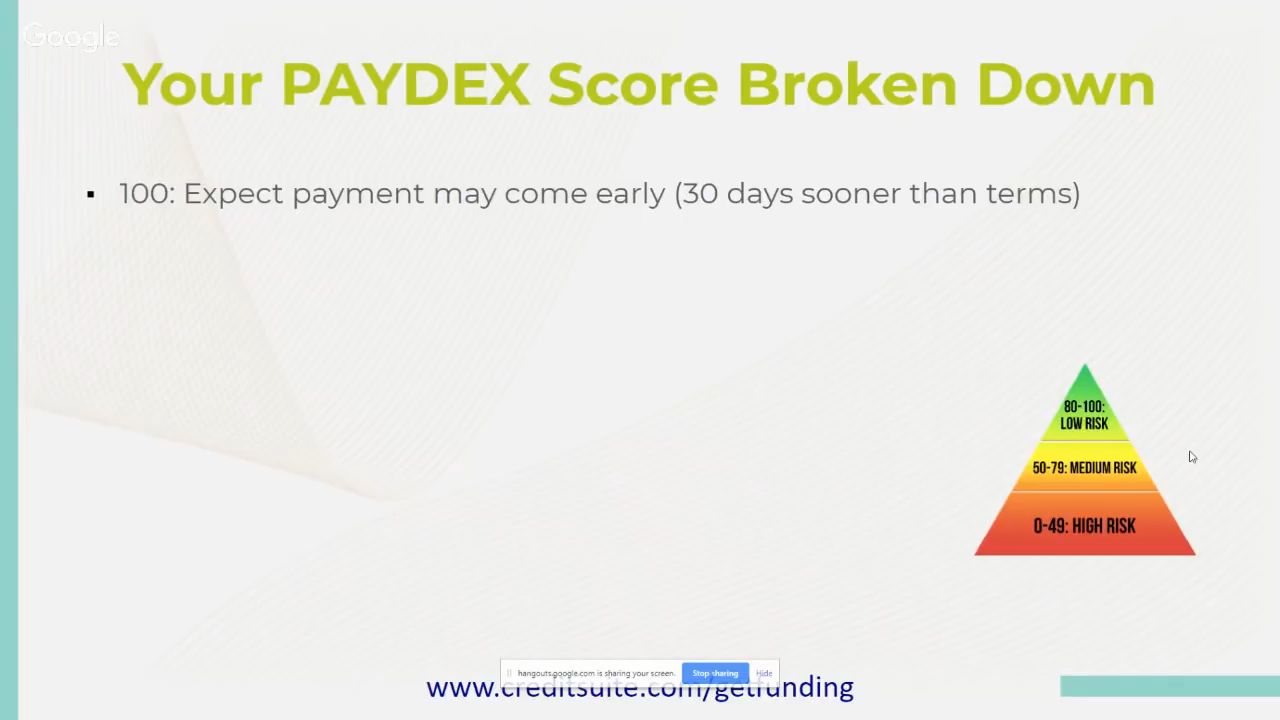 Google
Your PAYDEX Score Broken Down
▪ 100: Expect payment may come early (30 days sooner than terms)
80-100:
LOW RISK
50-79: MEDIUM RISK
0-49: HIGH RISK
hangouts.google.com is sharing your screen. Stop sharing Hide
www.creditsuite.com/getfunding